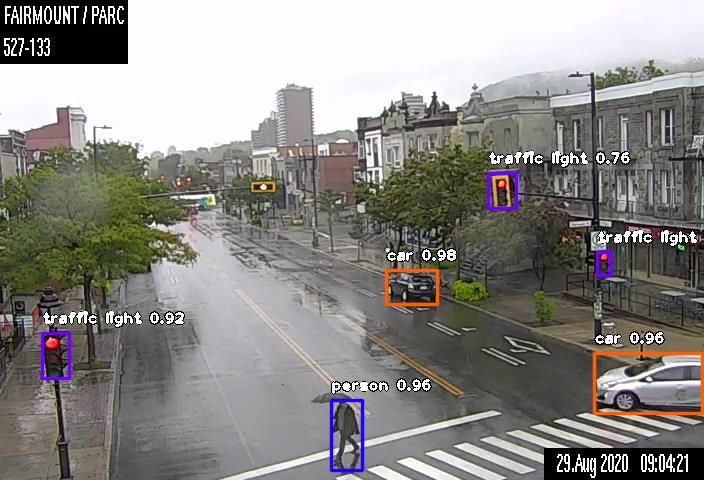 FAIRMOUNT / PARC
527-133
traffic light 0.76
traffic light
car 0.98
traffic light 0.92
car 0.96
person 0.96
29.Aug 2020 09:04:21